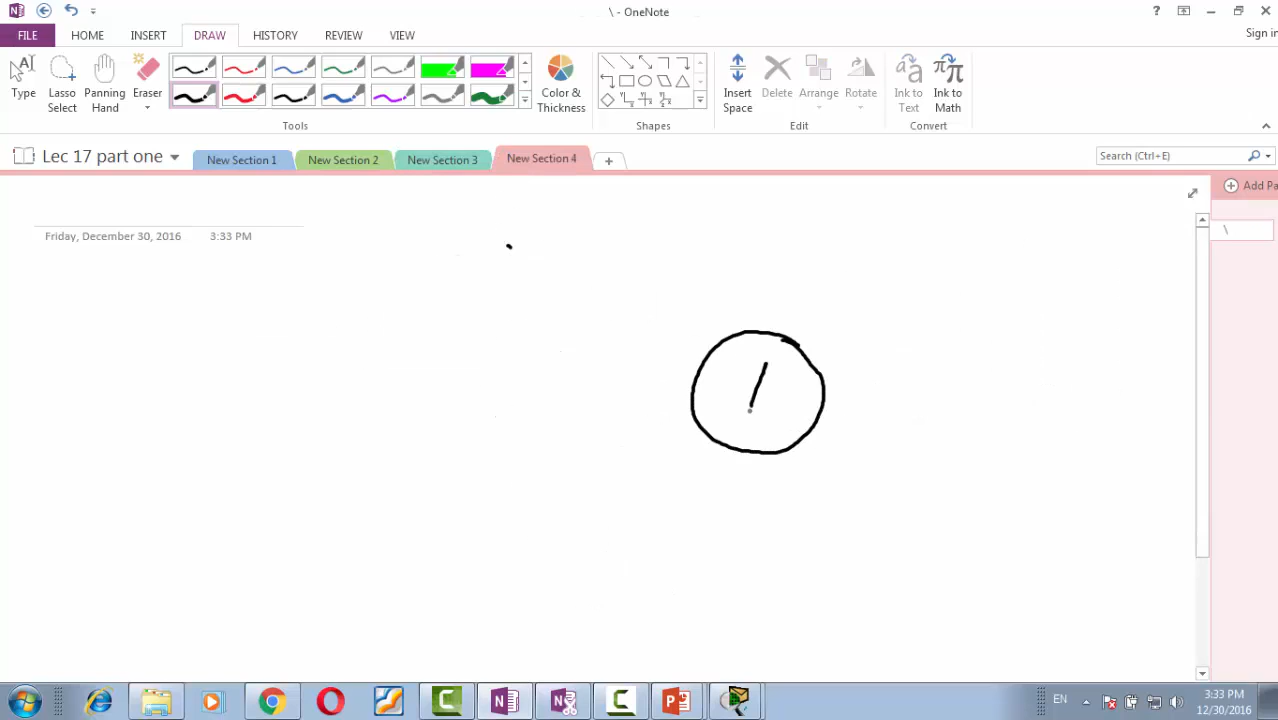 \ - OneNote
?
FILE
HOME
INSERT
DRAW
HISTORY
REVIEW
VIEW
Sign in
Type
Lasso
Select
Panning
Hand
Eraser
Color &
Thickness
Insert
Space
Delete
Arrange
Rotate
Ink to
Text
Ink to
Math
Tools
Shapes
Edit
Convert
Lec 17 part one
New Section 1
New Section 2
New Section 3
New Section 4
Search (Ctrl+E)
Add Pa
\
Friday, December 30, 2016
3:33 PM
EN
3:33 PM
12/30/2016